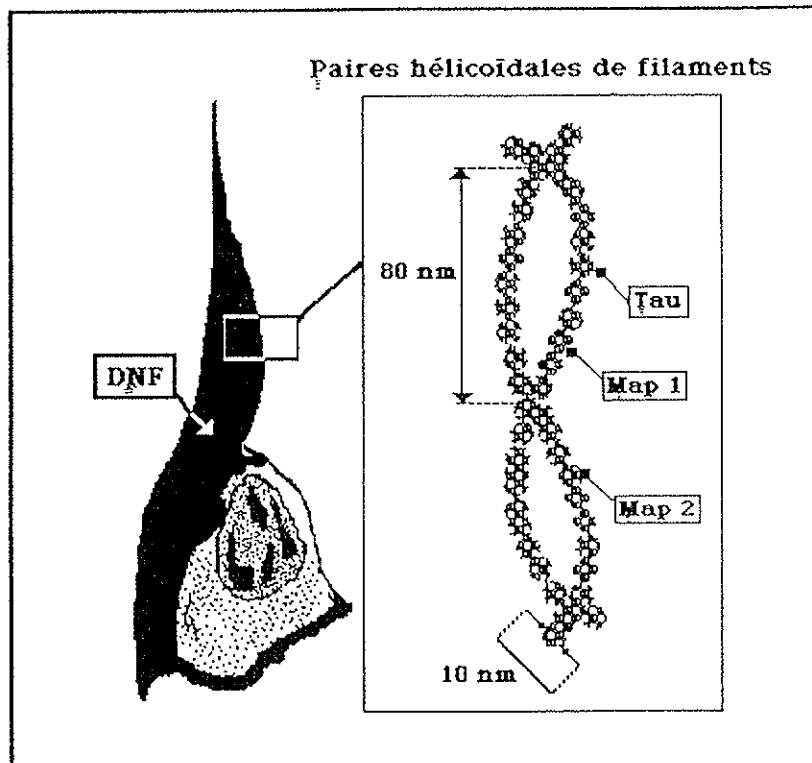 Paires hélicoïdales de filaments
80 nm
Tau
DNF
Map 1
Map 2
10 nm